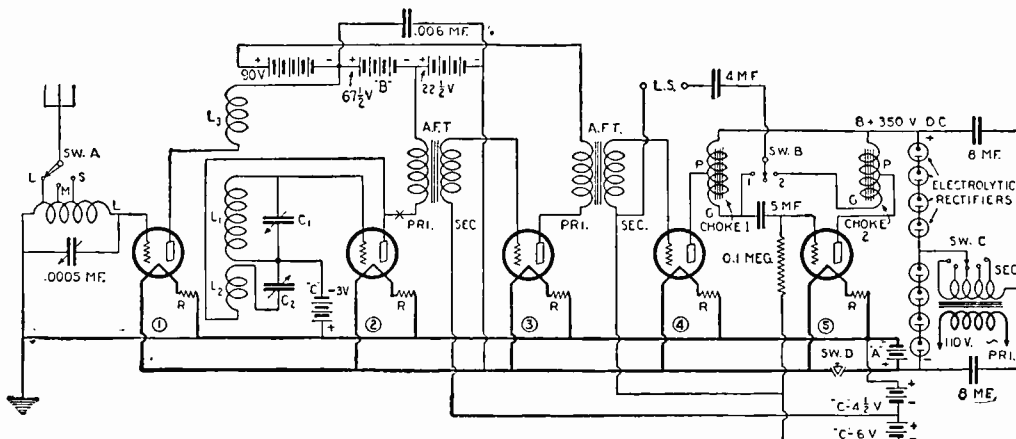 .006 MF.
90V
+ -
+ "B" -
+ -
67½V
22½V
L.S.
4 MF.
B+350 V DC
8 MF.
SW. A
L M S
L
.0005 MF.
L3
A.F.T.
A.F.T.
SW. B
1 2
P
P
G
G
CHOKE 1
CHOKE 2
.5 MF
0.1 MEG.
ELECTROLYTIC
RECTIFIERS
SW. C
SEC.
L1
C1
L2
C2
"C" -3V
+
PRI.
SEC
PRI.
SEC.
R
R
R
R
R
1
2
3
4
5
110 V. ~ PRI.
SW. D
"A"
- +
8 MF.
"C"-4½ V
+ -
"C"-6 V
+ -